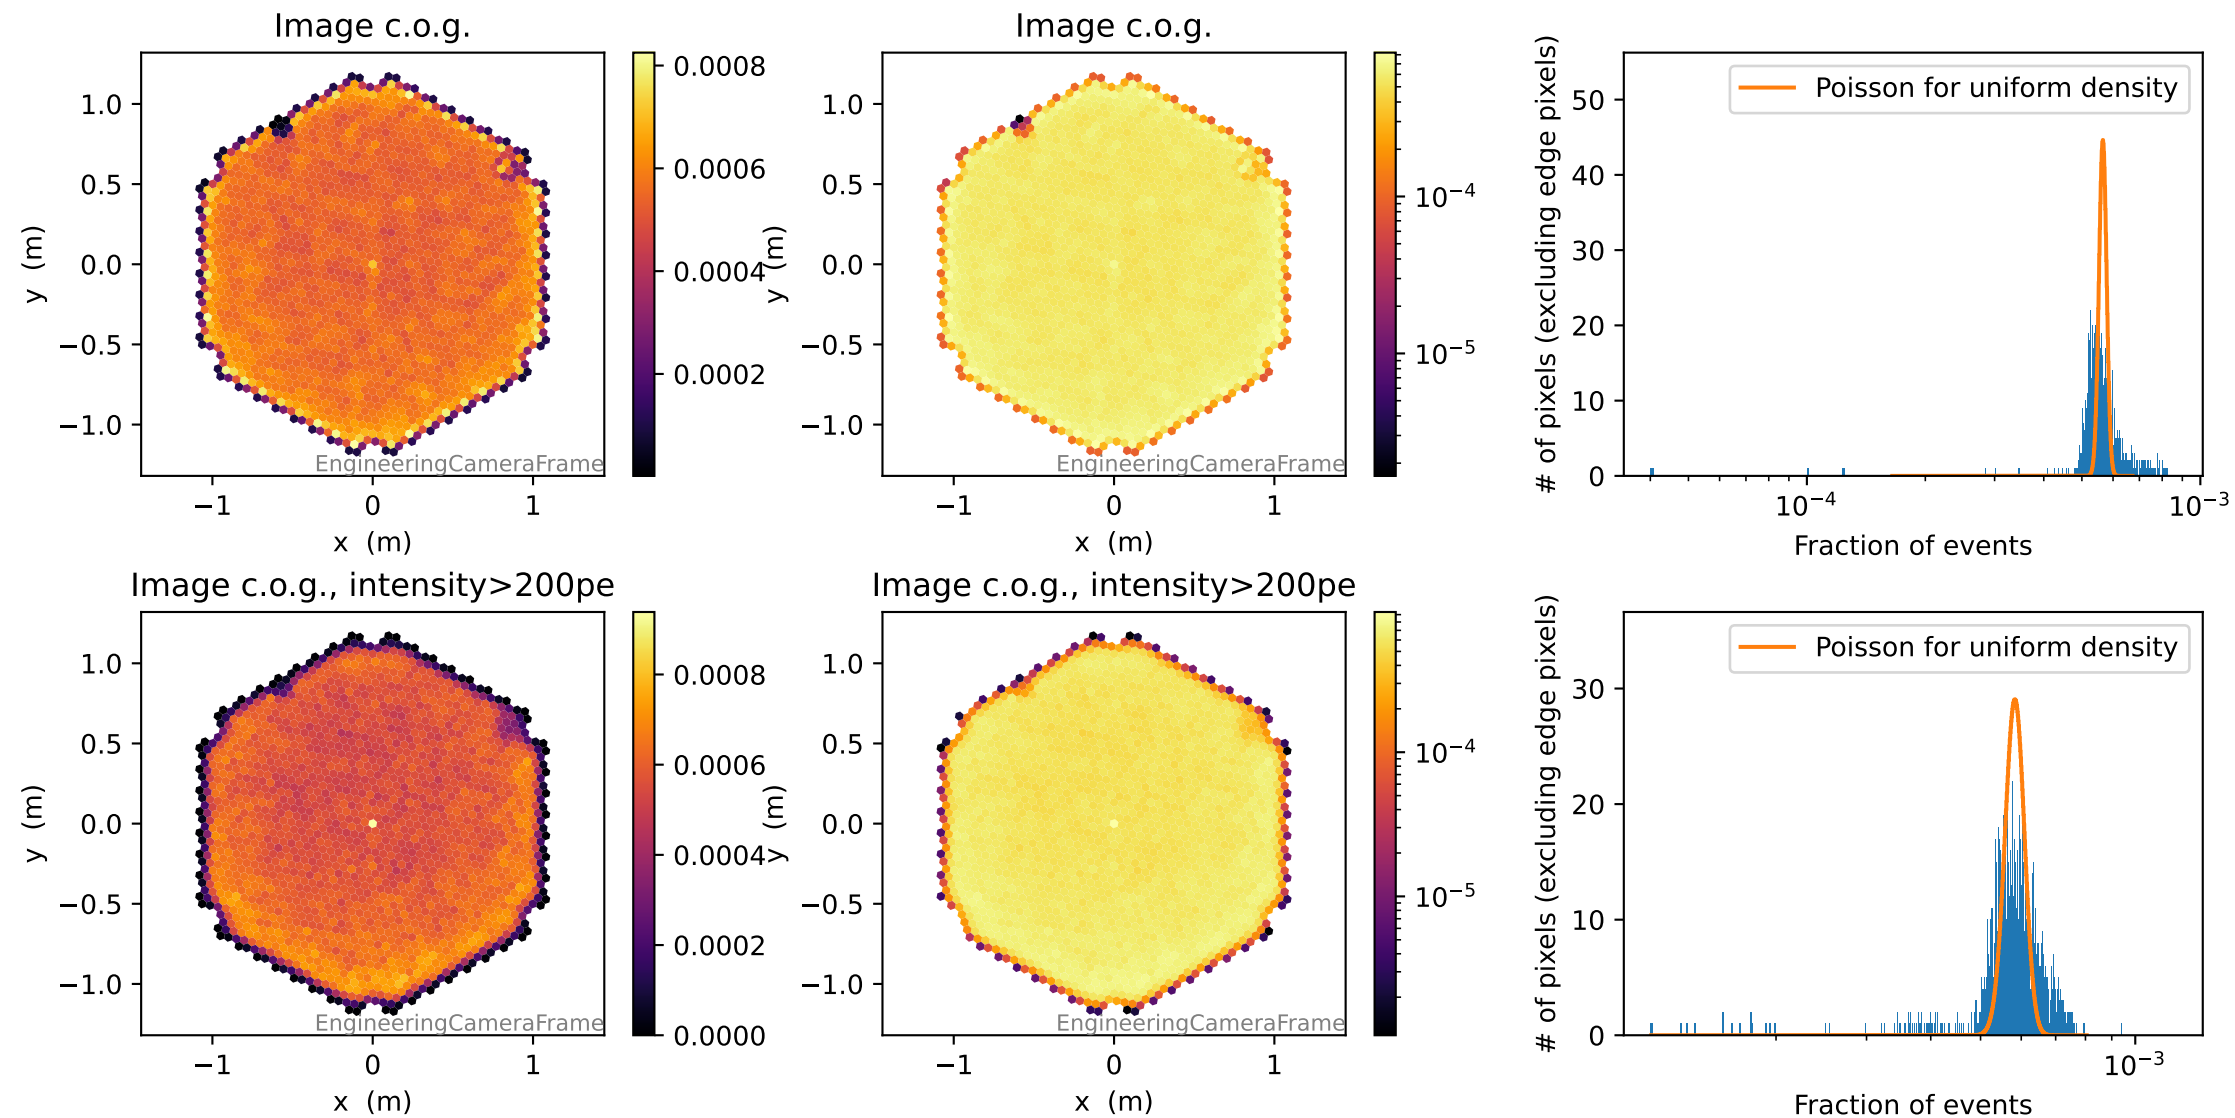 Image c.o.g.
1.0
0.5
0.0
−0.5
−1.0
y (m)
−1
0
1
x (m)
EngineeringCameraFrame
0.0008
0.0006
0.0004
0.0002
Image c.o.g.
1.0
0.5
0.0
−0.5
−1.0
y (m)
−1
0
1
x (m)
EngineeringCameraFrame
10⁻⁴
10⁻⁵
# of pixels (excluding edge pixels)
50
40
30
20
10
0
Poisson for uniform density
10⁻⁴
10⁻³
Fraction of events
Image c.o.g., intensity>200pe
1.0
0.5
0.0
−0.5
−1.0
y (m)
−1
0
1
x (m)
EngineeringCameraFrame
0.0008
0.0006
0.0004
0.0002
0.0000
Image c.o.g., intensity>200pe
1.0
0.5
0.0
−0.5
−1.0
y (m)
−1
0
1
x (m)
EngineeringCameraFrame
10⁻⁴
10⁻⁵
# of pixels (excluding edge pixels)
30
20
10
0
Poisson for uniform density
10⁻³
Fraction of events